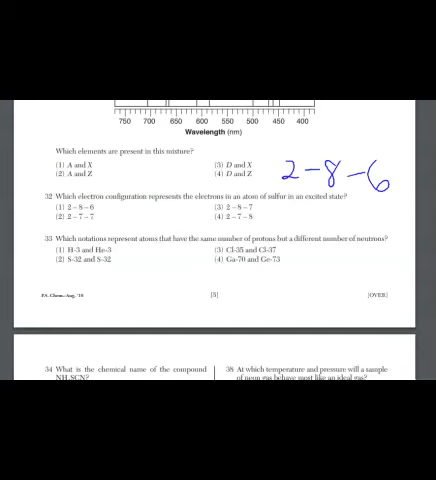 750 700 650 600 550 500 450 400
Wavelength (nm)
Which elements are present in this mixture?
(1) A and X (3) D and X
(2) A and Z (4) D and Z
2-8-6
32 Which electron configuration represents the electrons in an atom of sulfur in an excited state?
(1) 2–8–6 (3) 2–8–7
(2) 2–7–7 (4) 2–7–8
33 Which notations represent atoms that have the same number of protons but a different number of neutrons?
(1) H-3 and He-3 (3) Cl-35 and Cl-37
(2) S-32 and S-32 (4) Ga-70 and Ge-73
P.S. Chem.–Aug. '18 [5] [OVER]
34 What is the chemical name of the compound
NH₄SCN?
38 At which temperature and pressure will a sample
of neon gas behave most like an ideal gas?